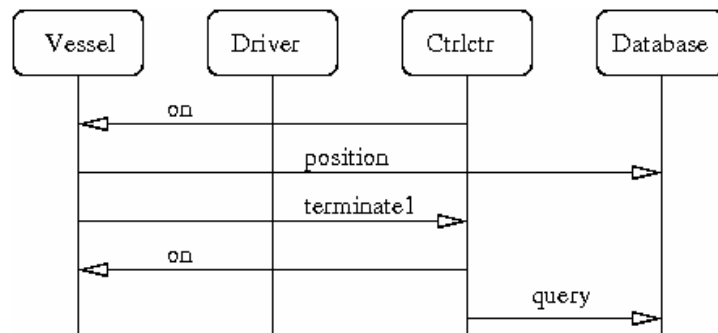 Vessel
Driver
Ctrlctr
Database
on
position
terminate1
on
query